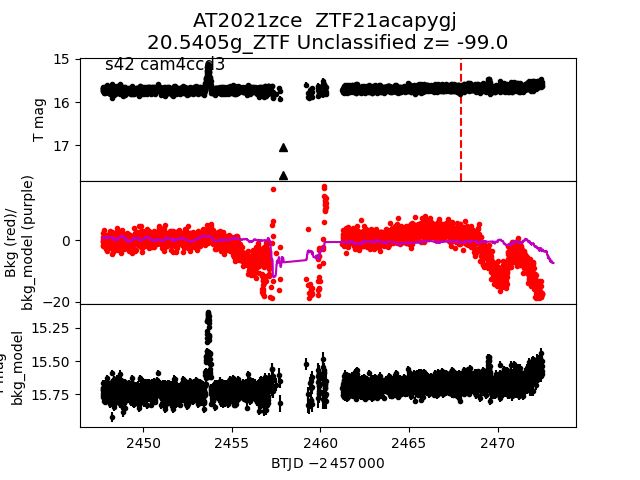 AT2021zce  ZTF21acapygj
20.5405g_ZTF Unclassified z= -99.0
s42 cam4ccd3
15
16
17
T mag
0
−20
Bkg (red)/
bkg_model (purple)
15.25
15.50
15.75
T mag
bkg_model
2450
2455
2460
2465
2470
BTJD −2 457 000